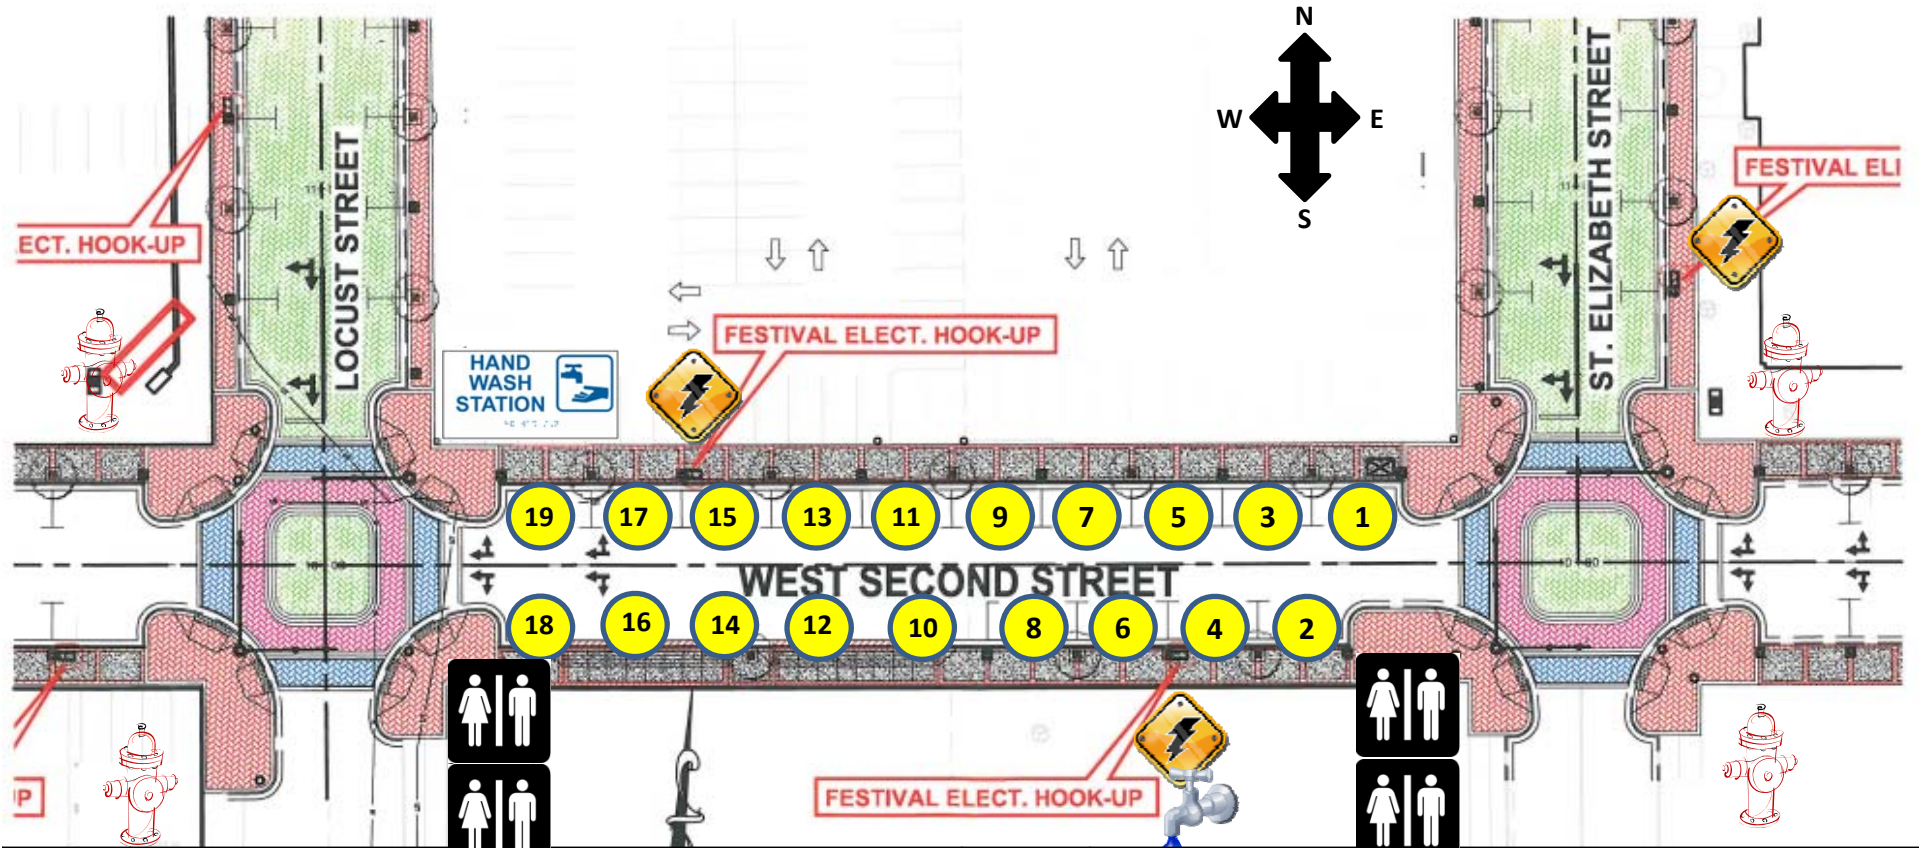 N
W E
S
LOCUST STREET
ST. ELIZABETH STREET
FESTIVAL ELI
ECT. HOOK-UP
FESTIVAL ELECT. HOOK-UP
HAND
WASH
STATION
19 17 15 13 11 9 7 5 3 1
WEST SECOND STREET
18 16 14 12 10 8 6 4 2
FESTIVAL ELECT. HOOK-UP
JP